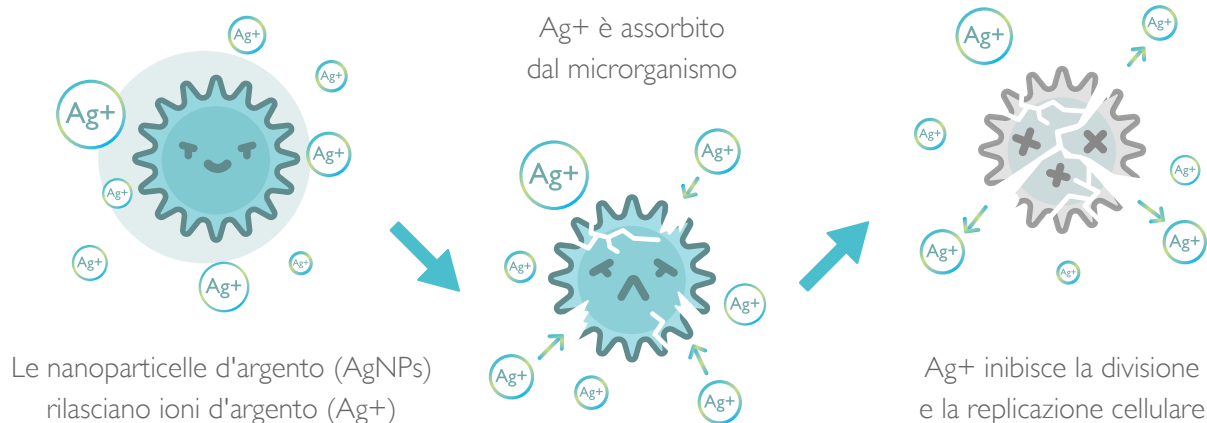 Ag+
Ag+
Ag+
Ag+
Ag+
Ag+
Ag+
Ag+
Le nanoparticelle d'argento (AgNPs)
rilasciano ioni d'argento (Ag+)
Ag+ è assorbito
dal microrganismo
Ag+
Ag+
Ag+
Ag+
Ag+
Ag+
Ag+
Ag+
Ag+
Ag+
Ag+
Ag+
Ag+
Ag+
Ag+ inibisce la divisione
e la replicazione cellulare